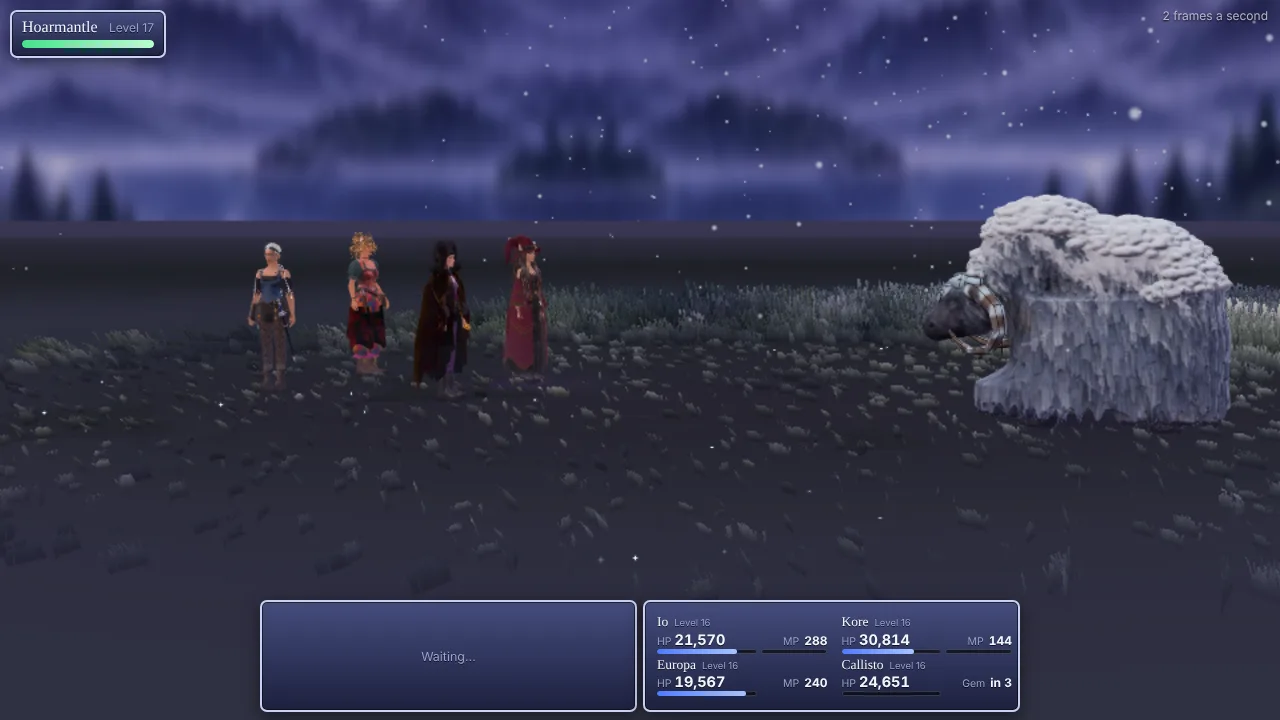 Hoarmantle Level 17
2 frames a second
Waiting...
Io Level 16
HP 21,570 MP 288
Kore Level 16
HP 30,814 MP 144
Europa Level 16
HP 19,567 MP 240
Callisto Level 16
HP 24,651 Gem in 3